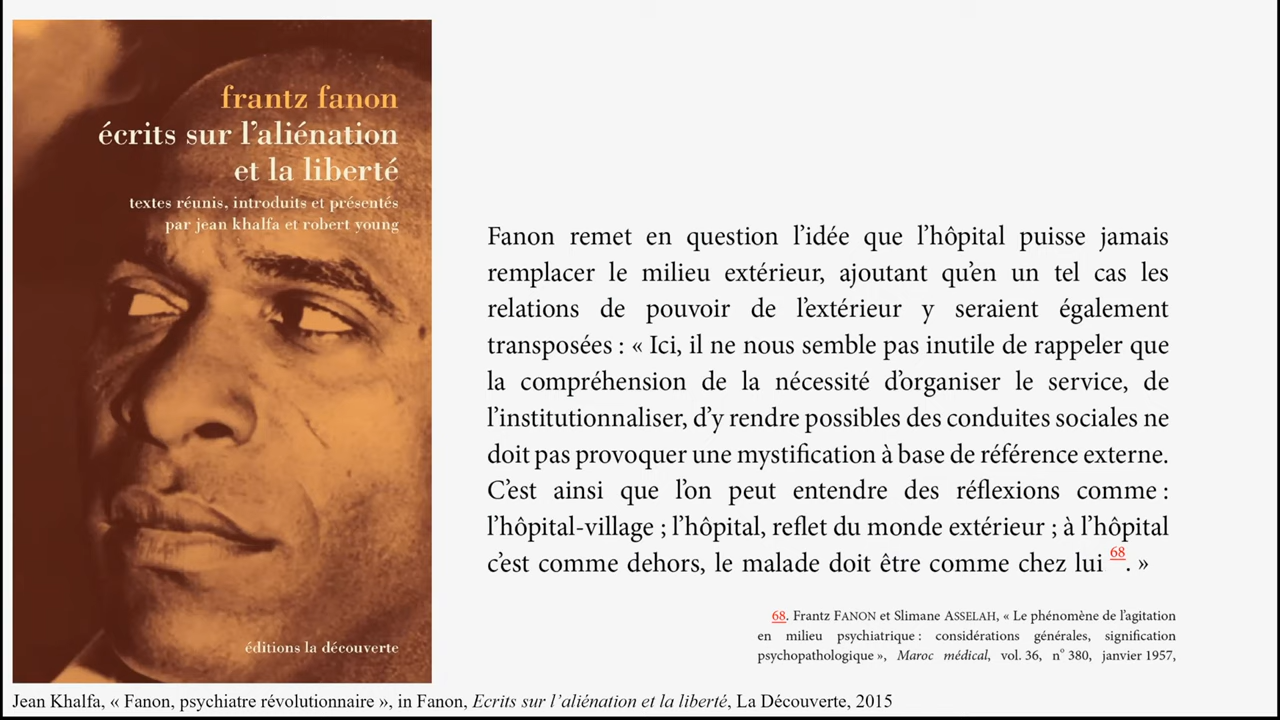 frantz fanon
écrits sur l'aliénation
et la liberté
textes réunis, introduits et présentés
par jean khalfa et robert young
éditions la découverte
Fanon remet en question l'idée que l'hôpital puisse jamais
remplacer le milieu extérieur, ajoutant qu'en un tel cas les
relations de pouvoir de l'extérieur y seraient également
transposées : « Ici, il ne nous semble pas inutile de rappeler que
la compréhension de la nécessité d'organiser le service, de
l'institutionnaliser, d'y rendre possibles des conduites sociales ne
doit pas provoquer une mystification à base de référence externe.
C'est ainsi que l'on peut entendre des réflexions comme :
l'hôpital-village ; l'hôpital, reflet du monde extérieur ; à l'hôpital
c'est comme dehors, le malade doit être comme chez lui 68. »
68. Frantz FANON et Slimane ASSELAH, « Le phénomène de l'agitation
en milieu psychiatrique : considérations générales, signification
psychopathologique », Maroc médical, vol. 36, n° 380, janvier 1957,
Jean Khalfa, « Fanon, psychiatre révolutionnaire », in Fanon, Ecrits sur l'aliénation et la liberté, La Découverte, 2015